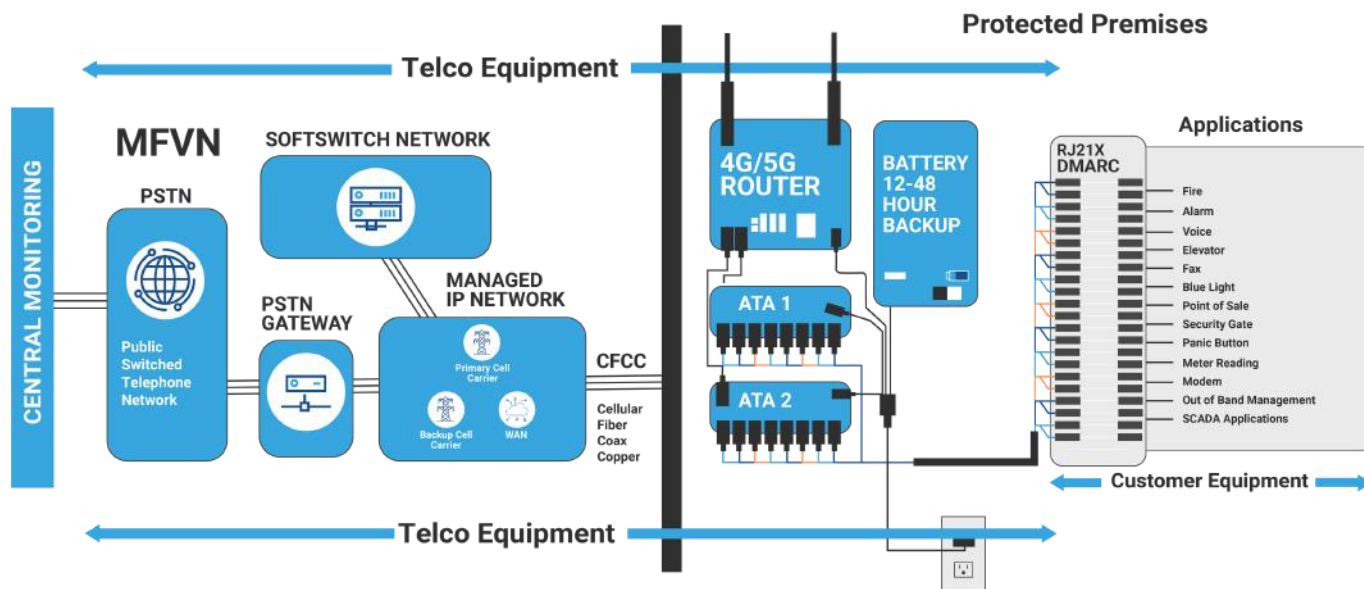 Protected Premises
Telco Equipment
CENTRAL MONITORING
MFVN
SOFTSWITCH NETWORK
PSTN
Public
Switched
Telephone
Network
PSTN
GATEWAY
MANAGED
IP NETWORK
Primary Cell
Carrier
Backup Cell
Carrier
WAN
CFCC
Cellular
Fiber
Coax
Copper
4G/5G
ROUTER
BATTERY
12-48
HOUR
BACKUP
ATA 1
ATA 2
RJ21X
DMARC
Applications
Fire
Alarm
Voice
Elevator
Fax
Blue Light
Point of Sale
Security Gate
Panic Button
Meter Reading
Modem
Out of Band Management
SCADA Applications
Customer Equipment
Telco Equipment